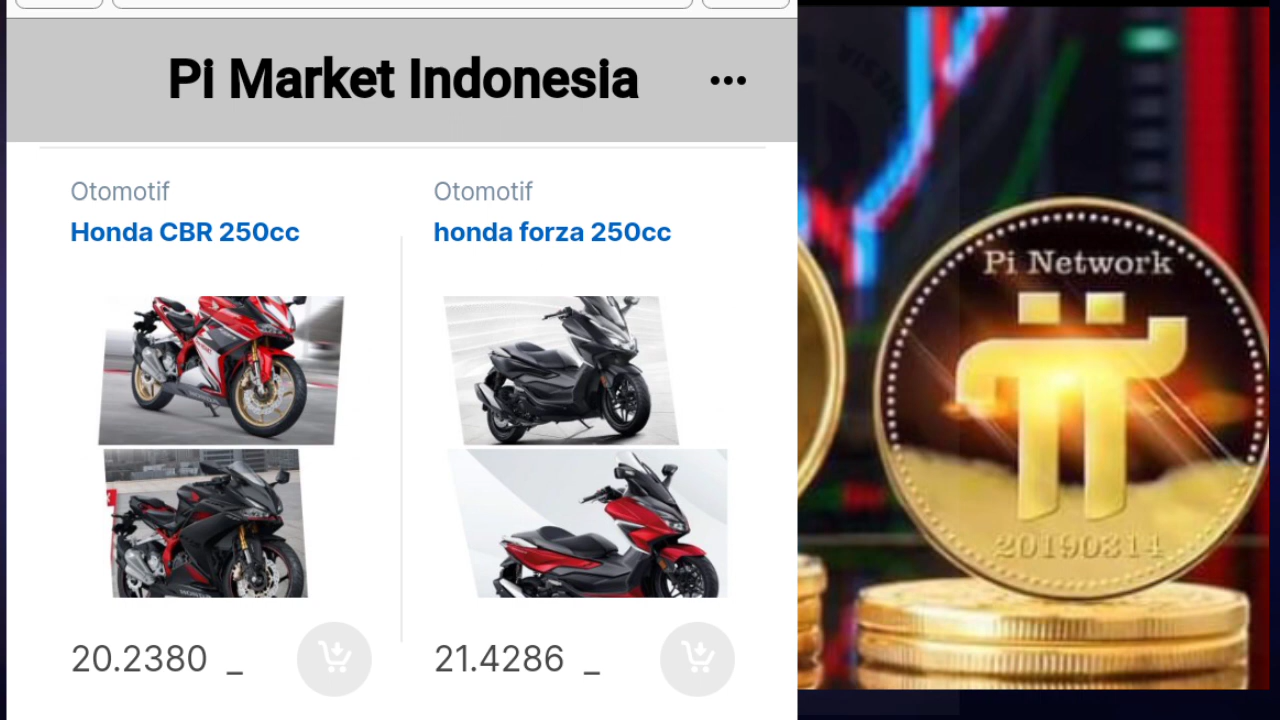 Pi Market Indonesia
Otomotif
Honda CBR 250cc
20.2380 _
Otomotif
honda forza 250cc
21.4286 _
Pi Network
20190314